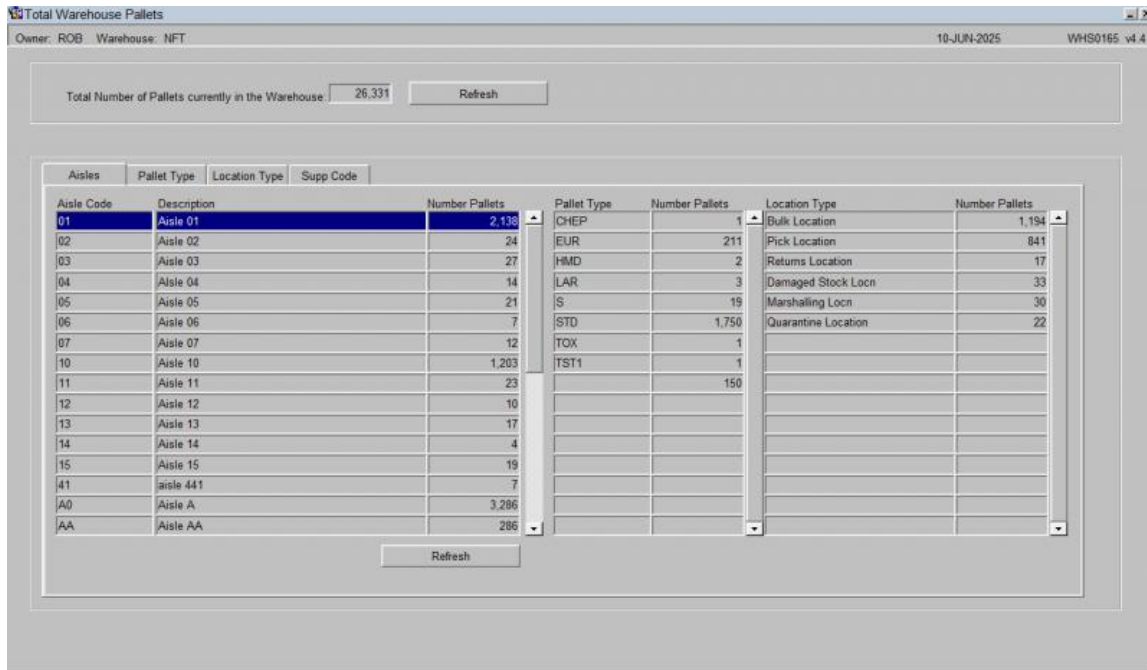 Total Warehouse Pallets
Owner: ROB Warehouse: NFT 10-JUN-2025 WHS0165 v4.4
Total Number of Pallets currently in the Warehouse: 26,331 Refresh
Aisles Pallet Type Location Type Supp Code
Aisle Code Description Number Pallets Pallet Type Number Pallets Location Type Number Pallets
01 Aisle 01 2,138 CHEP 1 Bulk Location 1,194
02 Aisle 02 24 EUR 211 Pick Location 841
03 Aisle 03 27 HMD 2 Returns Location 17
04 AIsle 04 14 LAR 3 Damaged Stock Locn 33
05 Aisle 05 21 S 19 Marshalling Locn 30
06 Aisle 06 7 STD 1,750 Quarantine Location 22
07 Aisle 07 12 TOX 1
10 Aisle 10 1,203 TST1 1
11 Aisle 11 23 150
12 Aisle 12 10
13 Aisle 13 17
14 Aisle 14 4
15 Aisle 15 19
41 aisle 441 7
A0 Aisle A 3,286
AA Aisle AA 286
Refresh